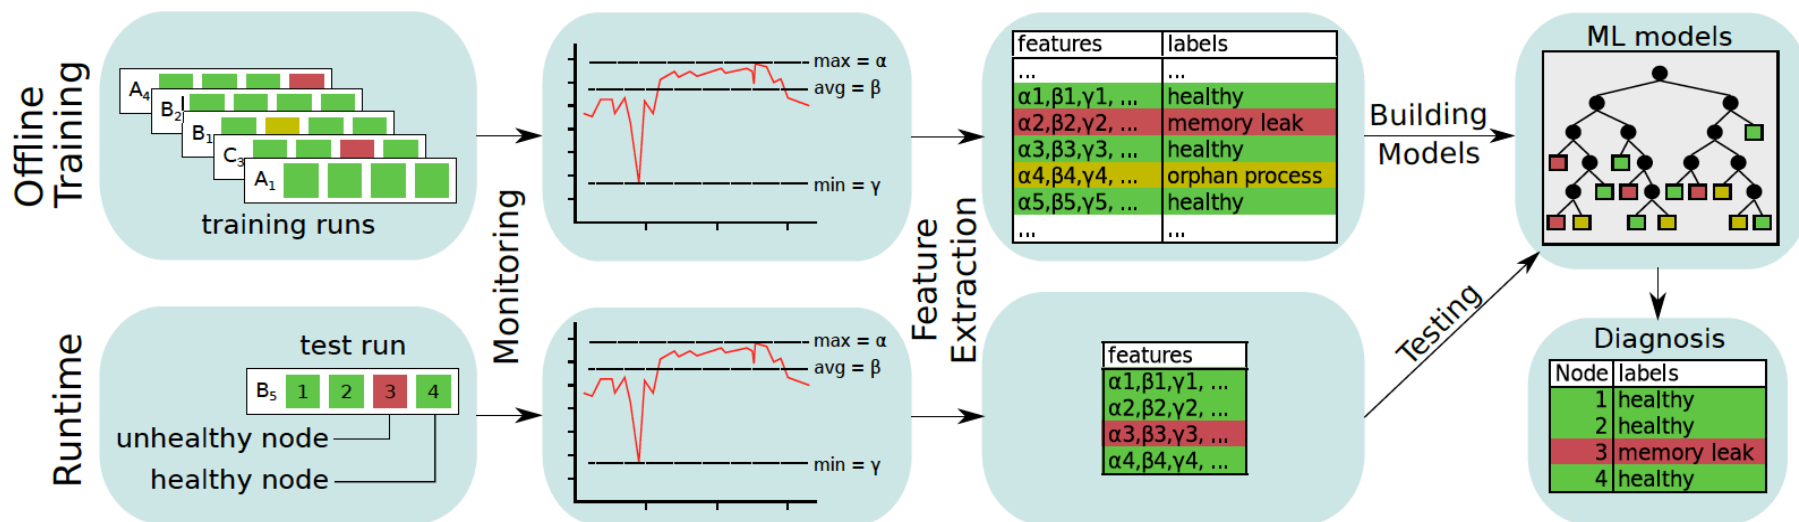 Offline
Training
A4
B2
B1
C3
A1
training runs
Monitoring
max = α
avg = β
min = γ
Feature
Extraction
features labels
... ...
α1,β1,γ1, ... healthy
α2,β2,γ2, ... memory leak
α3,β3,γ3, ... healthy
α4,β4,γ4, ... orphan process
α5,β5,γ5, ... healthy
... ...
Building
Models
ML models
Runtime
test run
B5 1 2 3 4
unhealthy node
healthy node
max = α
avg = β
min = γ
features
α1,β1,γ1, ...
α2,β2,γ2, ...
α3,β3,γ3, ...
α4,β4,γ4, ...
Testing
Diagnosis
Node labels
1 healthy
2 healthy
3 memory leak
4 healthy